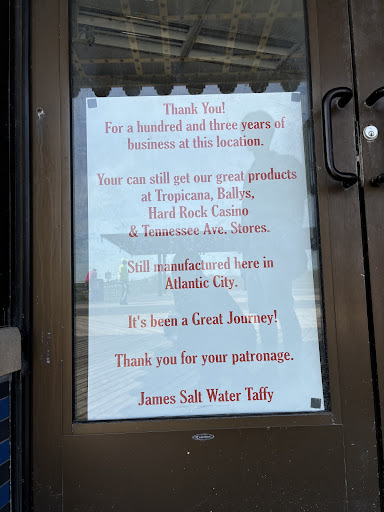 Thank You!
For a hundred and three years of
business at this location.
Your can still get our great products
at Tropicana, Ballys,
Hard Rock Casino
& Tennessee Ave. Stores.
Still manufactured here in
Atlantic City.
It's been a Great Journey!
Thank you for your patronage.
James Salt Water Taffy